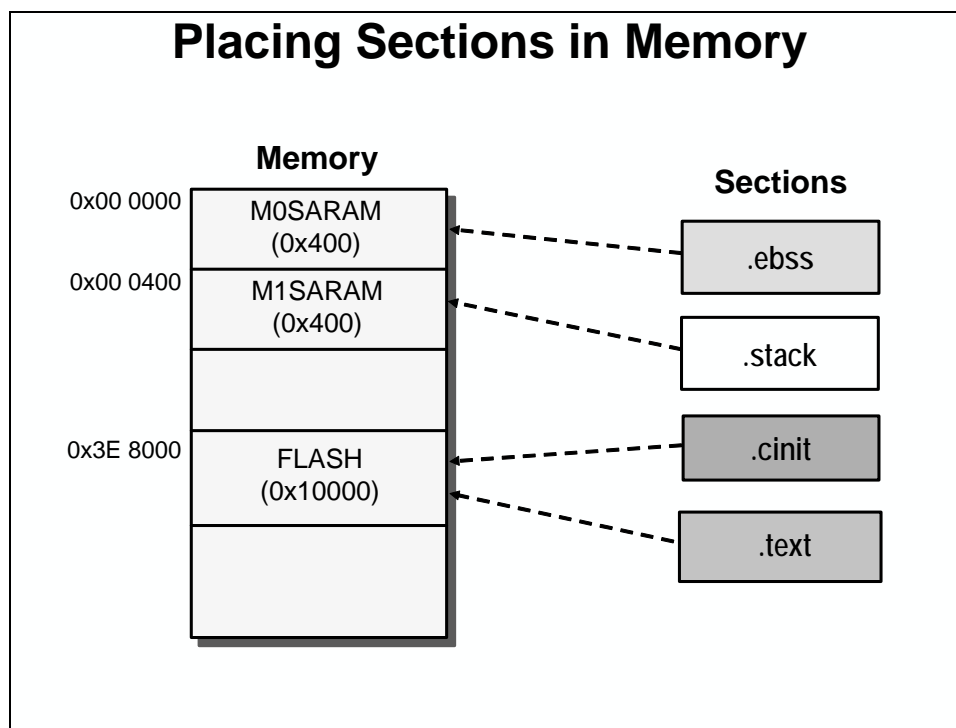 Placing Sections in Memory
Memory
Sections
0x00 0000
M0SARAM
(0x400)
0x00 0400
M1SARAM
(0x400)
0x3E 8000
FLASH
(0x10000)
.ebss
.stack
.cinit
.text